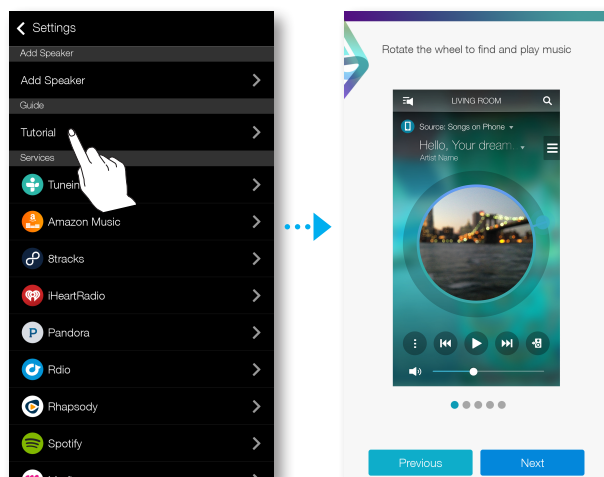 Settings
Add Speaker
Add Speaker
Guide
Tutorial
Services
Tunein
a Amazon Music
8tracks
iHeartRadio
P Pandora
Rdio
Rhapsody
Spotify
Rotate the wheel to find and play music
LIVING ROOM
Source: Songs on Phone
Hello, Your dream..
Artist Name
Previous
Next